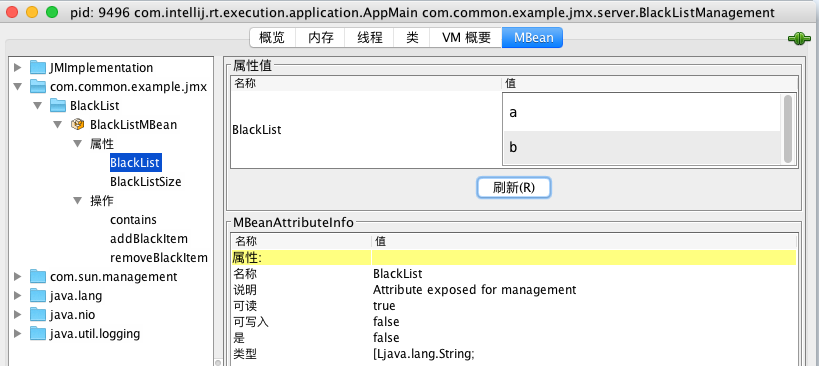 pid: 9496 com.intellij.rt.execution.application.AppMain com.common.example.jmx.server.BlackListManagement
概览 内存 线程 类 VM 概要 MBean
JMImplementation
com.common.example.jmx
BlackList
BlackListMBean
属性
BlackList
BlackListSize
操作
contains
addBlackItem
removeBlackItem
com.sun.management
java.lang
java.nio
java.util.logging
属性值
名称 值
BlackList
a
b
刷新(R)
MBeanAttributeInfo
名称 值
属性:
名称 BlackList
说明 Attribute exposed for management
可读 true
可写入 false
是 false
类型 [Ljava.lang.String;